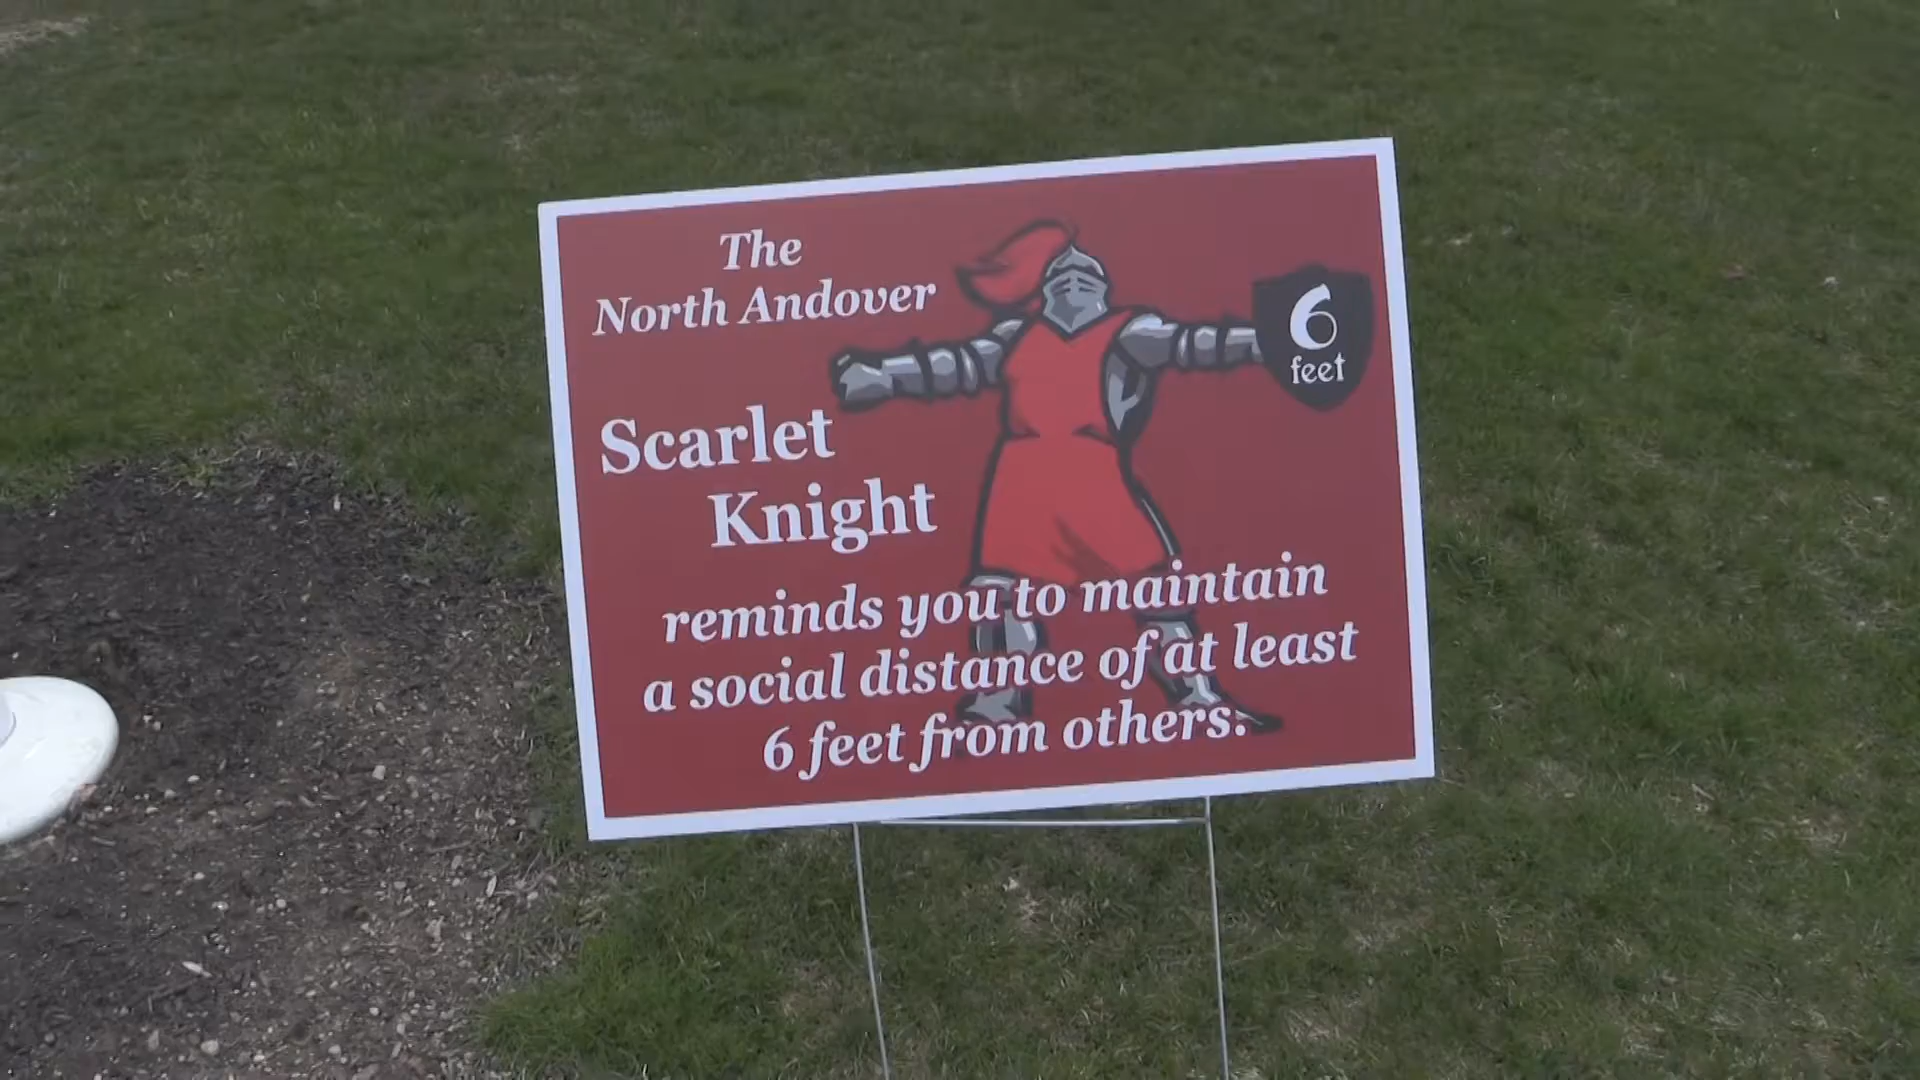 The
North Andover
Scarlet
Knight
reminds you to maintain
a social distance of at least
6 feet from others.
6
feet